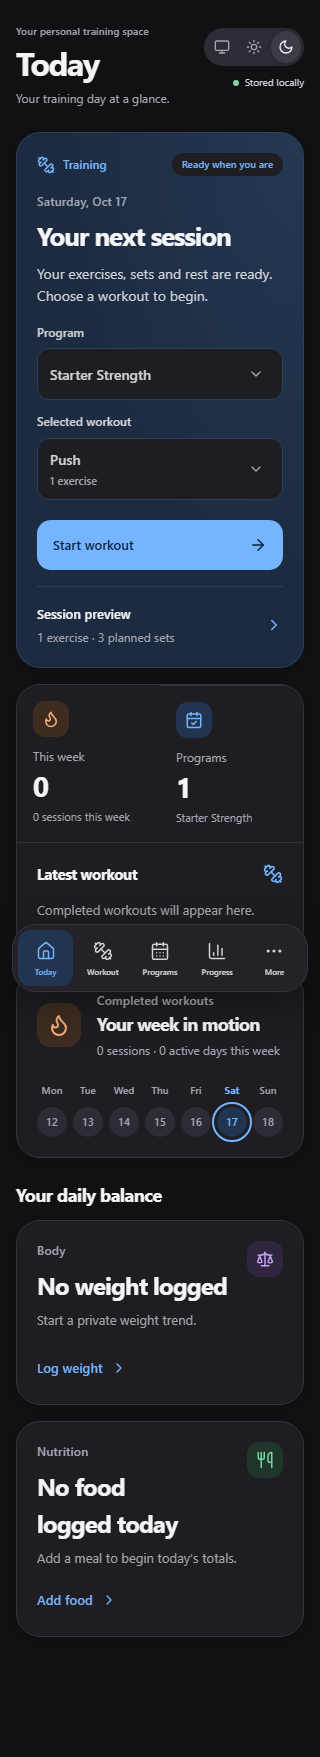 Your personal training space
Today
Your training day at a glance.
Stored locally
Training
Ready when you are
Saturday, Oct 17
Your next session
Your exercises, sets and rest are ready.
Choose a workout to begin.
Program
Starter Strength
Selected workout
Push
1 exercise
Start workout
Session preview
1 exercise · 3 planned sets
This week
0
0 sessions this week
Programs
1
Starter Strength
Latest workout
Completed workouts will appear here.
Today
Workout
Programs
Progress
More
Completed workouts
Your week in motion
0 sessions · 0 active days this week
Mon Tue Wed Thu Fri Sat Sun
12 13 14 15 16 17 18
Your daily balance
Body
No weight logged
Start a private weight trend.
Log weight
Nutrition
No food
logged today
Add a meal to begin today's totals.
Add food